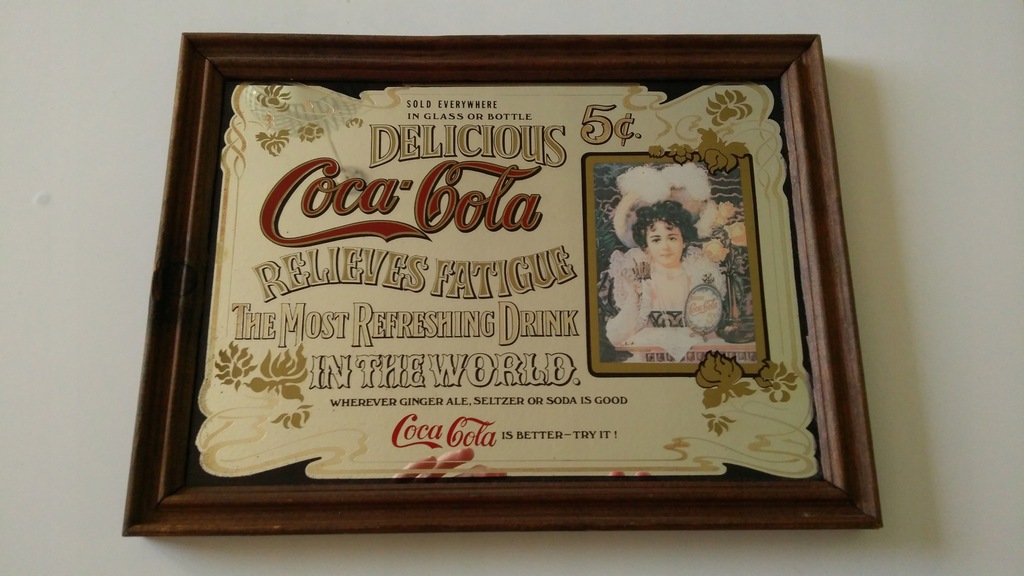 SOLD EVERYWHERE
IN GLASS OR BOTTLE
5¢.
DELICIOUS
Coca-Cola
RELIEVES FATIGUE
THE MOST REFRESHING DRINK
IN THE WORLD.
WHEREVER GINGER ALE, SELTZER OR SODA IS GOOD
Coca Cola IS BETTER-TRY IT!